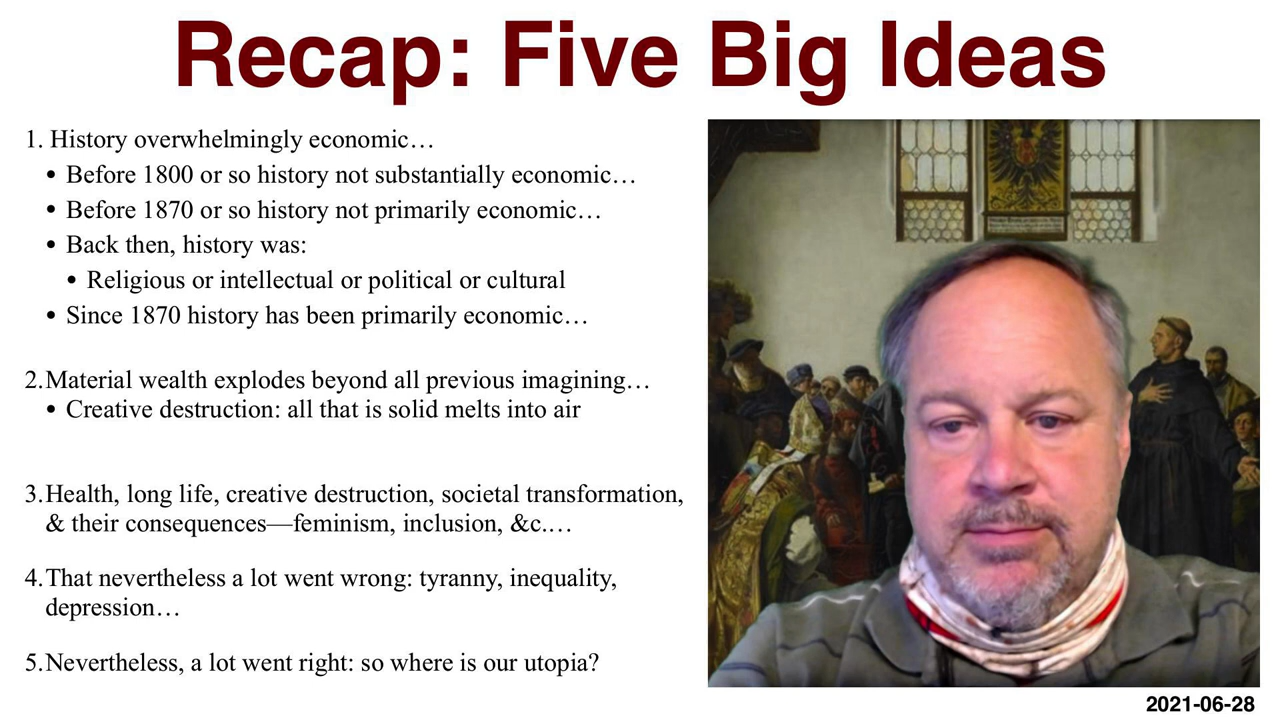 Recap: Five Big Ideas
1. History overwhelmingly economic…
• Before 1800 or so history not substantially economic…
• Before 1870 or so history not primarily economic…
• Back then, history was:
• Religious or intellectual or political or cultural
• Since 1870 history has been primarily economic…
2. Material wealth explodes beyond all previous imagining…
• Creative destruction: all that is solid melts into air
3. Health, long life, creative destruction, societal transformation,
& their consequences—feminism, inclusion, &c.…
4. That nevertheless a lot went wrong: tyranny, inequality,
depression…
5. Nevertheless, a lot went right: so where is our utopia?
2021-06-28